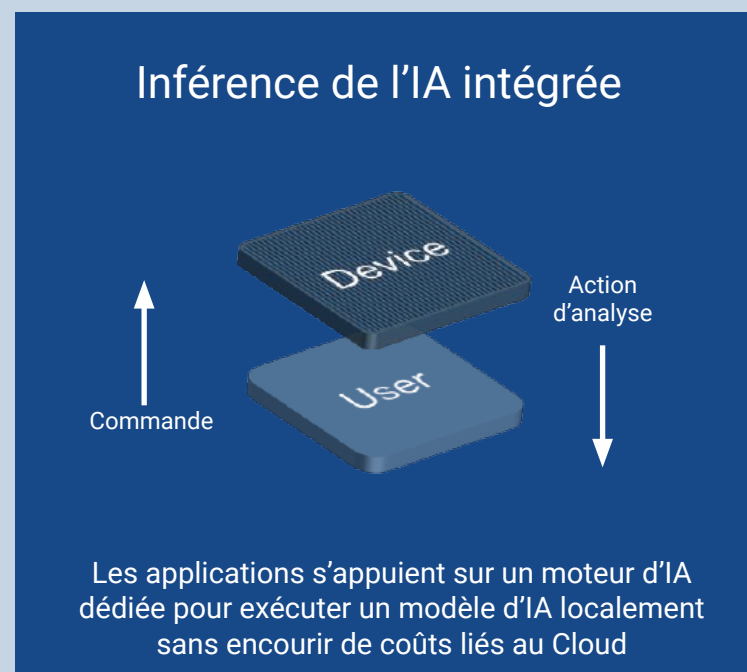 Inférence de l’IA intégrée
Device
Action
d’analyse
User
Commande
Les applications s’appuient sur un moteur d’IA
dédiée pour exécuter un modèle d’IA localement
sans encourir de coûts liés au Cloud